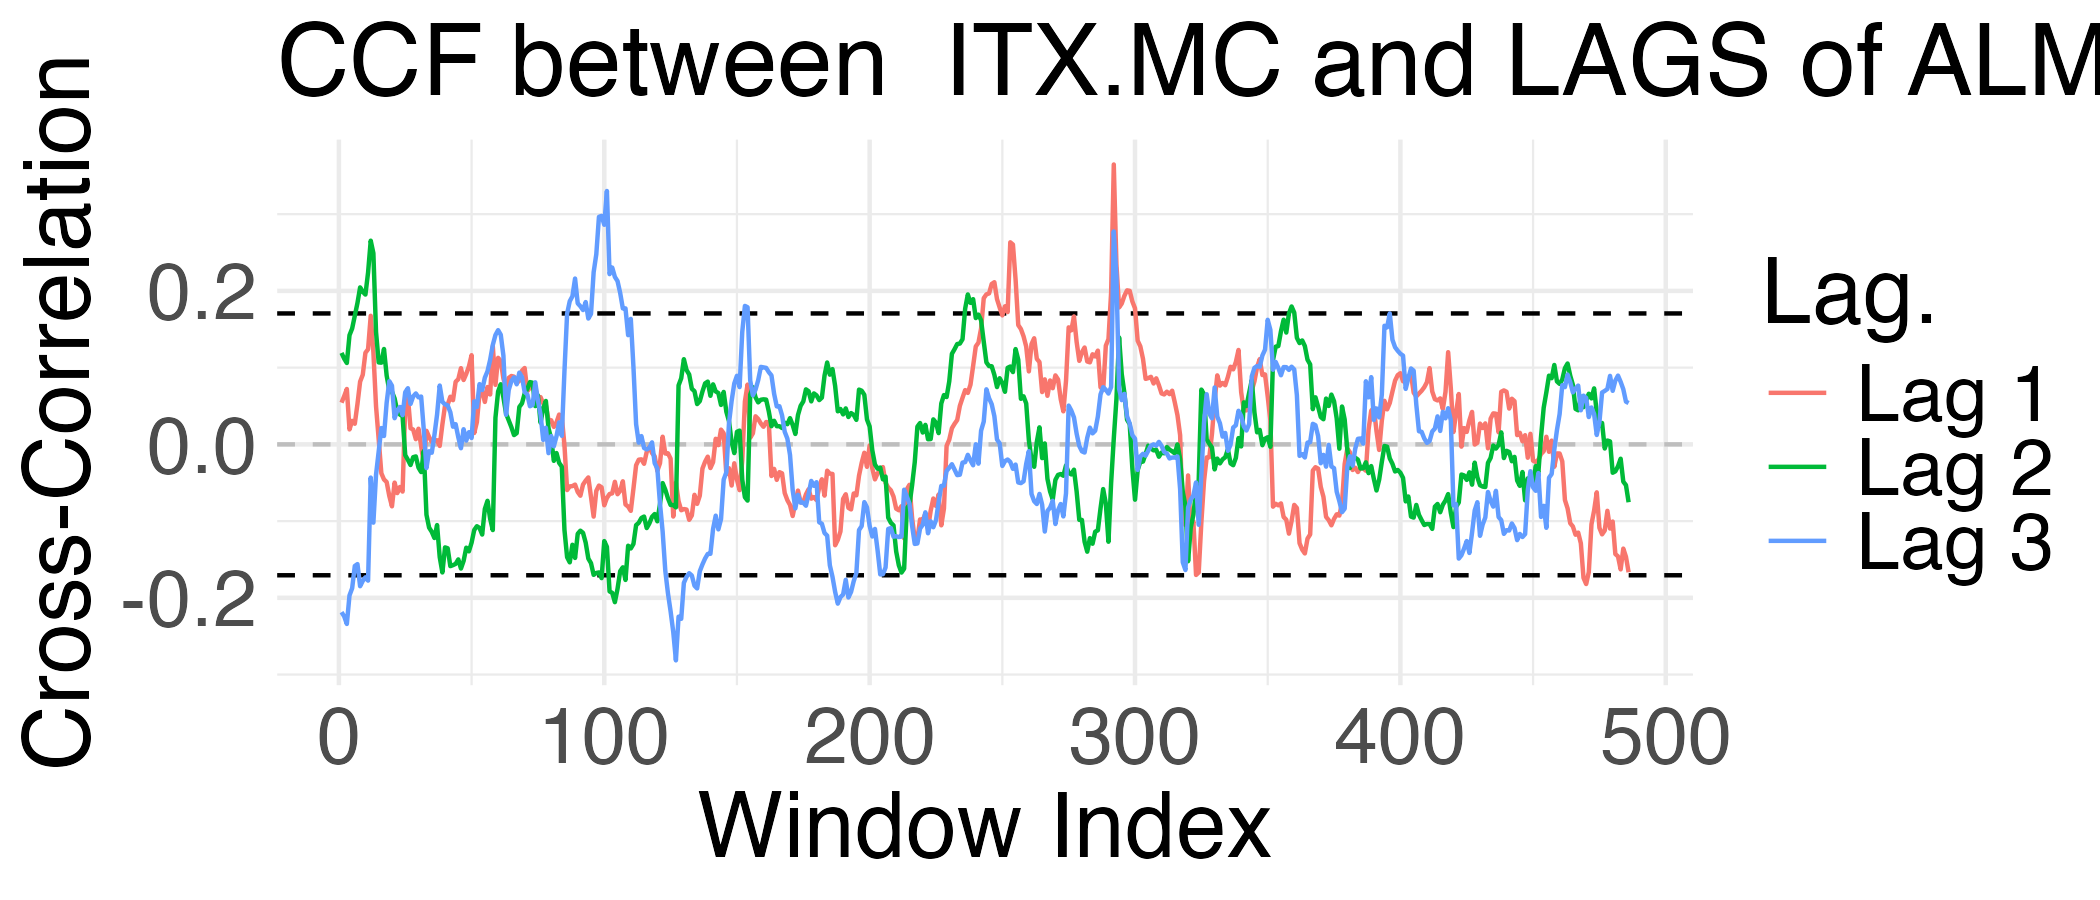 CCF between ITX.MC and LAGS of ALM
Cross-Correlation
0.2
0.0
-0.2
0 100 200 300 400 500
Window Index
Lag.
Lag 1
Lag 2
Lag 3